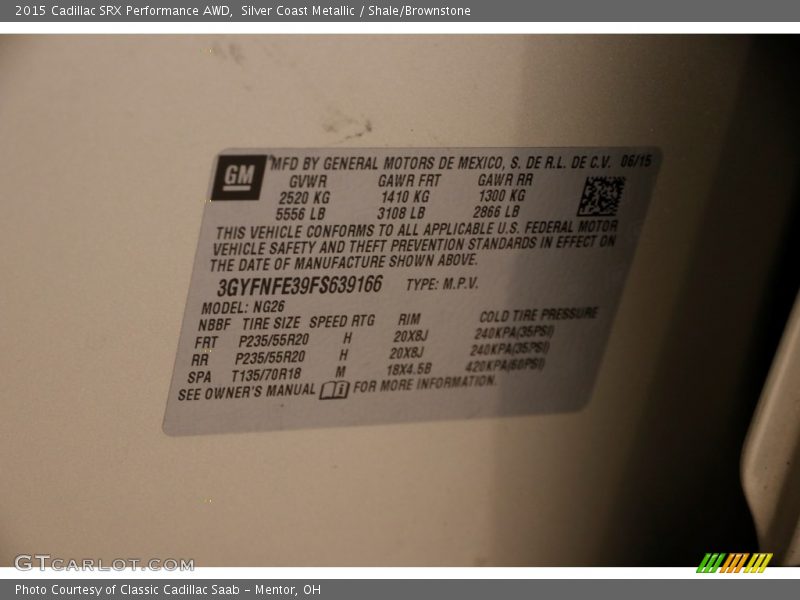 2015 Cadillac SRX Performance AWD,  Silver Coast Metallic / Shale/Brownstone
GM MFD BY GENERAL MOTORS DE MEXICO, S. DE R.L. DE C.V. 06/15
GVWR GAWR FRT GAWR RR
2520 KG 1410 KG 1300 KG
5556 LB 3108 LB 2866 LB
THIS VEHICLE CONFORMS TO ALL APPLICABLE U.S. FEDERAL MOTOR
VEHICLE SAFETY AND THEFT PREVENTION STANDARDS IN EFFECT ON
THE DATE OF MANUFACTURE SHOWN ABOVE.
3GYFNFE39FS639166 TYPE: M.P.V.
MODEL: NG26
NBBF TIRE SIZE SPEED RTG RIM COLD TIRE PRESSURE
FRT P235/55R20 H 20X8J 240KPA(35PSI)
RR P235/55R20 H 20X8J 240KPA(35PSI)
SPA T135/70R18 M 18X4.5B 420KPA(60PSI)
SEE OWNER'S MANUAL FOR MORE INFORMATION.
GTCARLOT.COM
Photo Courtesy of Classic Cadillac Saab - Mentor, OH